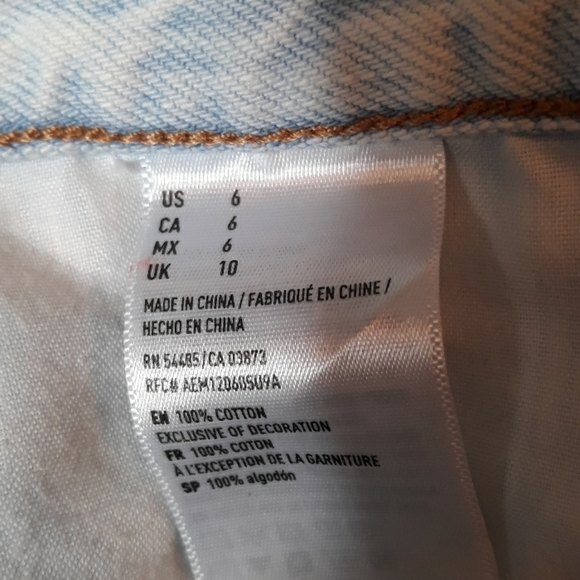 US 6
CA 6
MX 6
UK 10
MADE IN CHINA / FABRIQUÉ EN CHINE /
HECHO EN CHINA
RN 54485/CA 03873
RFC# AEM120605U9A
EN 100% COTTON
EXCLUSIVE OF DECORATION
FR 100% COTON
À L'EXCEPTION DE LA GARNITURE
SP 100% algodón